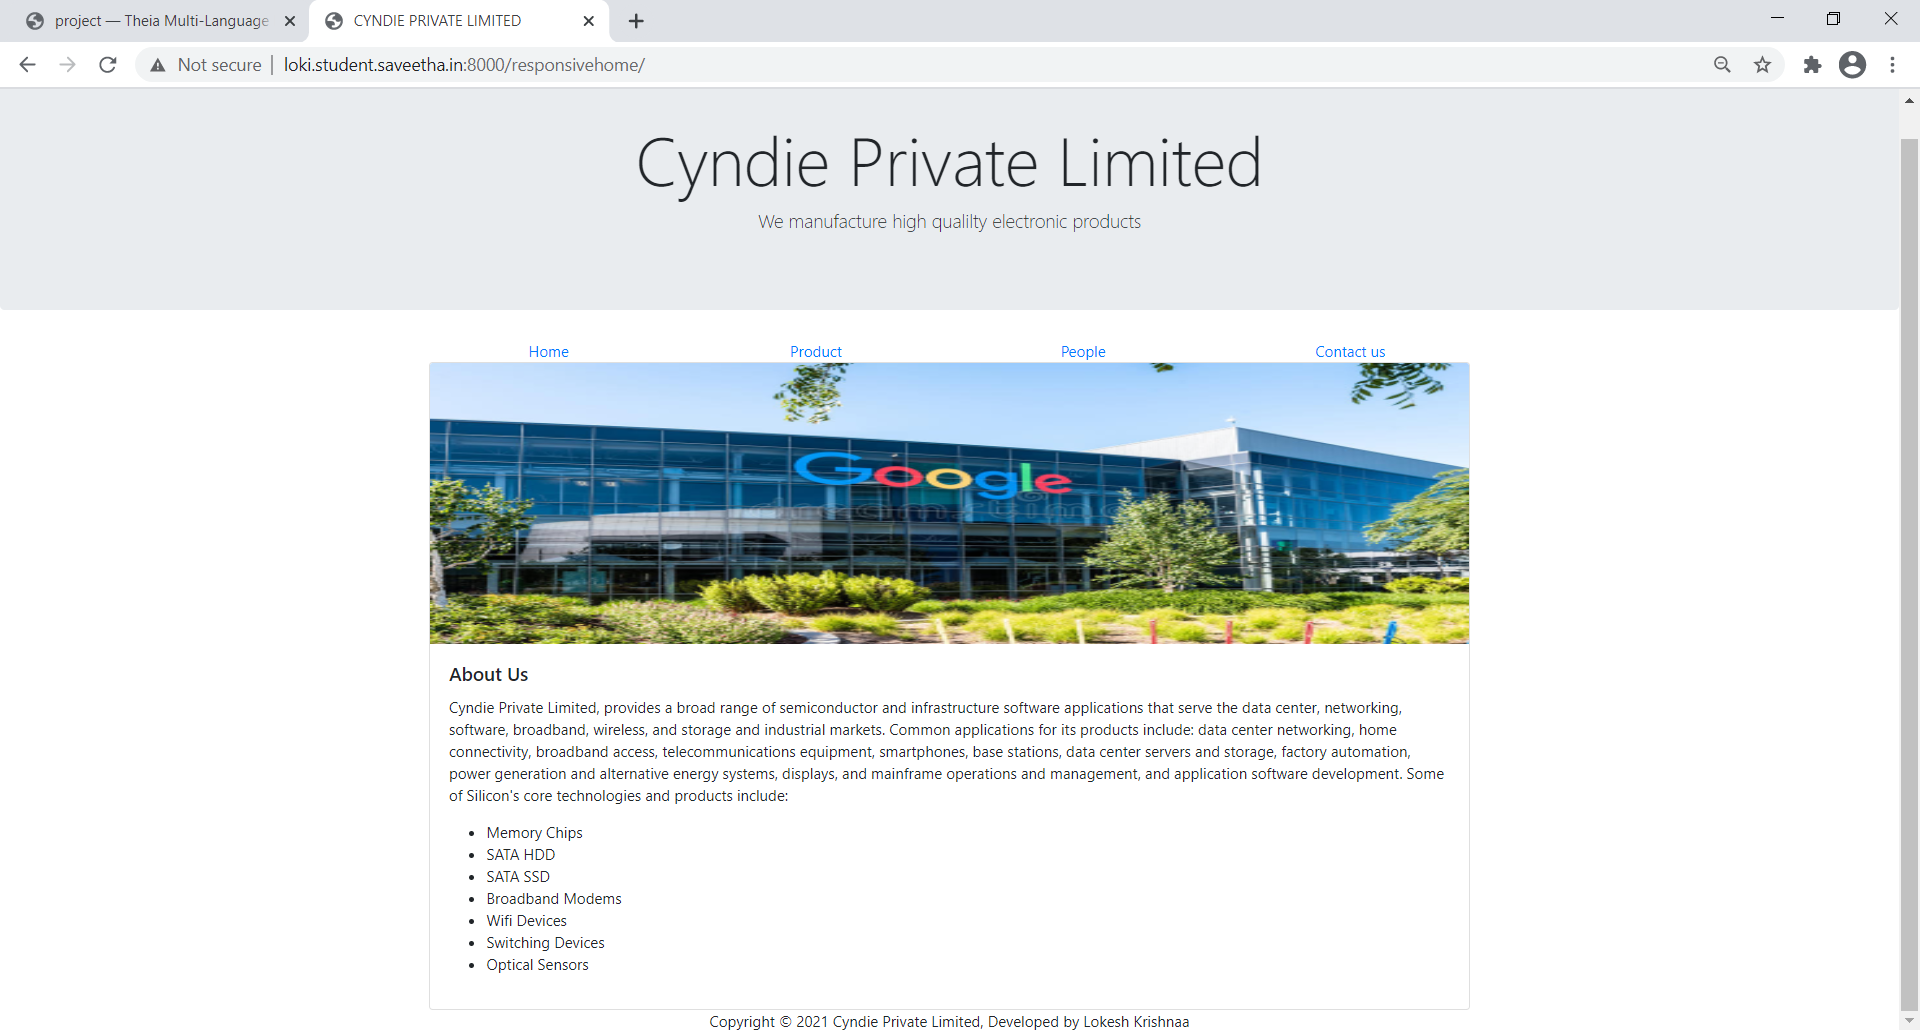 project — Theia Multi-Language
CYNDIE PRIVATE LIMITED
Not secure
loki.student.saveetha.in:8000/responsivehome/
Cyndie Private Limited
We manufacture high qualilty electronic products
Home
Product
People
Contact us
Google
About Us
Cyndie Private Limited, provides a broad range of semiconductor and infrastructure software applications that serve the data center, networking,
software, broadband, wireless, and storage and industrial markets. Common applications for its products include: data center networking, home
connectivity, broadband access, telecommunications equipment, smartphones, base stations, data center servers and storage, factory automation,
power generation and alternative energy systems, displays, and mainframe operations and management, and application software development. Some
of Silicon's core technologies and products include:
Memory Chips
SATA HDD
SATA SSD
Broadband Modems
Wifi Devices
Switching Devices
Optical Sensors
Copyright © 2021 Cyndie Private Limited, Developed by Lokesh Krishnaa